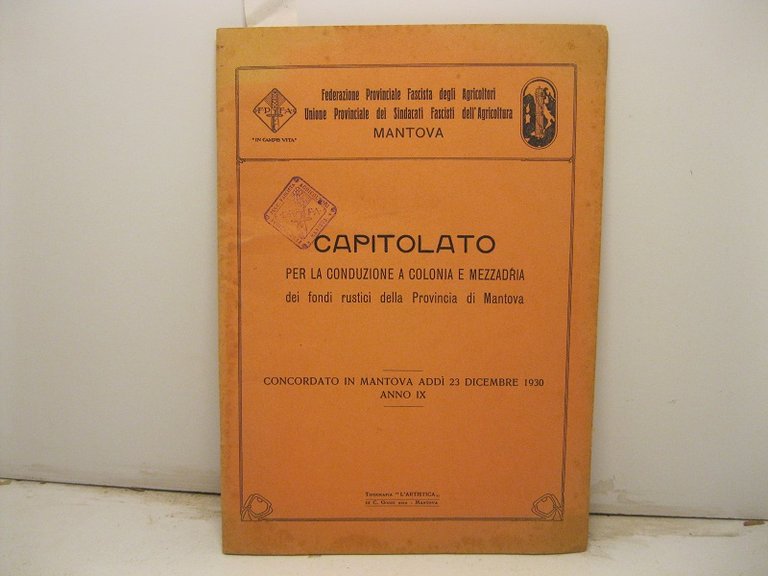 Federazione Provinciale Fascista degli Agricoltori
Unione Provinciale dei Sindacati Fascisti dell'Agricoltura
MANTOVA
F P F A
"IN CAMPIS VITA"
CAPITOLATO
PER LA CONDUZIONE A COLONIA E MEZZADRIA
dei fondi rustici della Provincia di Mantova
CONCORDATO IN MANTOVA ADDÌ 23 DICEMBRE 1930
ANNO IX
TIPOGRAFIA "L'ARTISTICA„
DI C. - MANTOVA